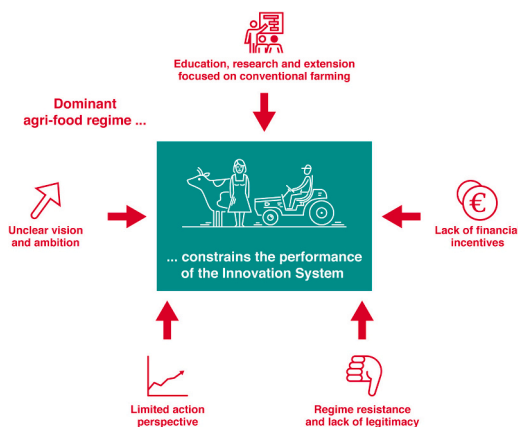 Education, research and extension
focused on conventional farming
Dominant
agri-food regime ...
Unclear vision
and ambition
Lack of financia
incentives
... constrains the performance
of the Innovation System
Limited action
perspective
Regime resistance
and lack of legitimacy